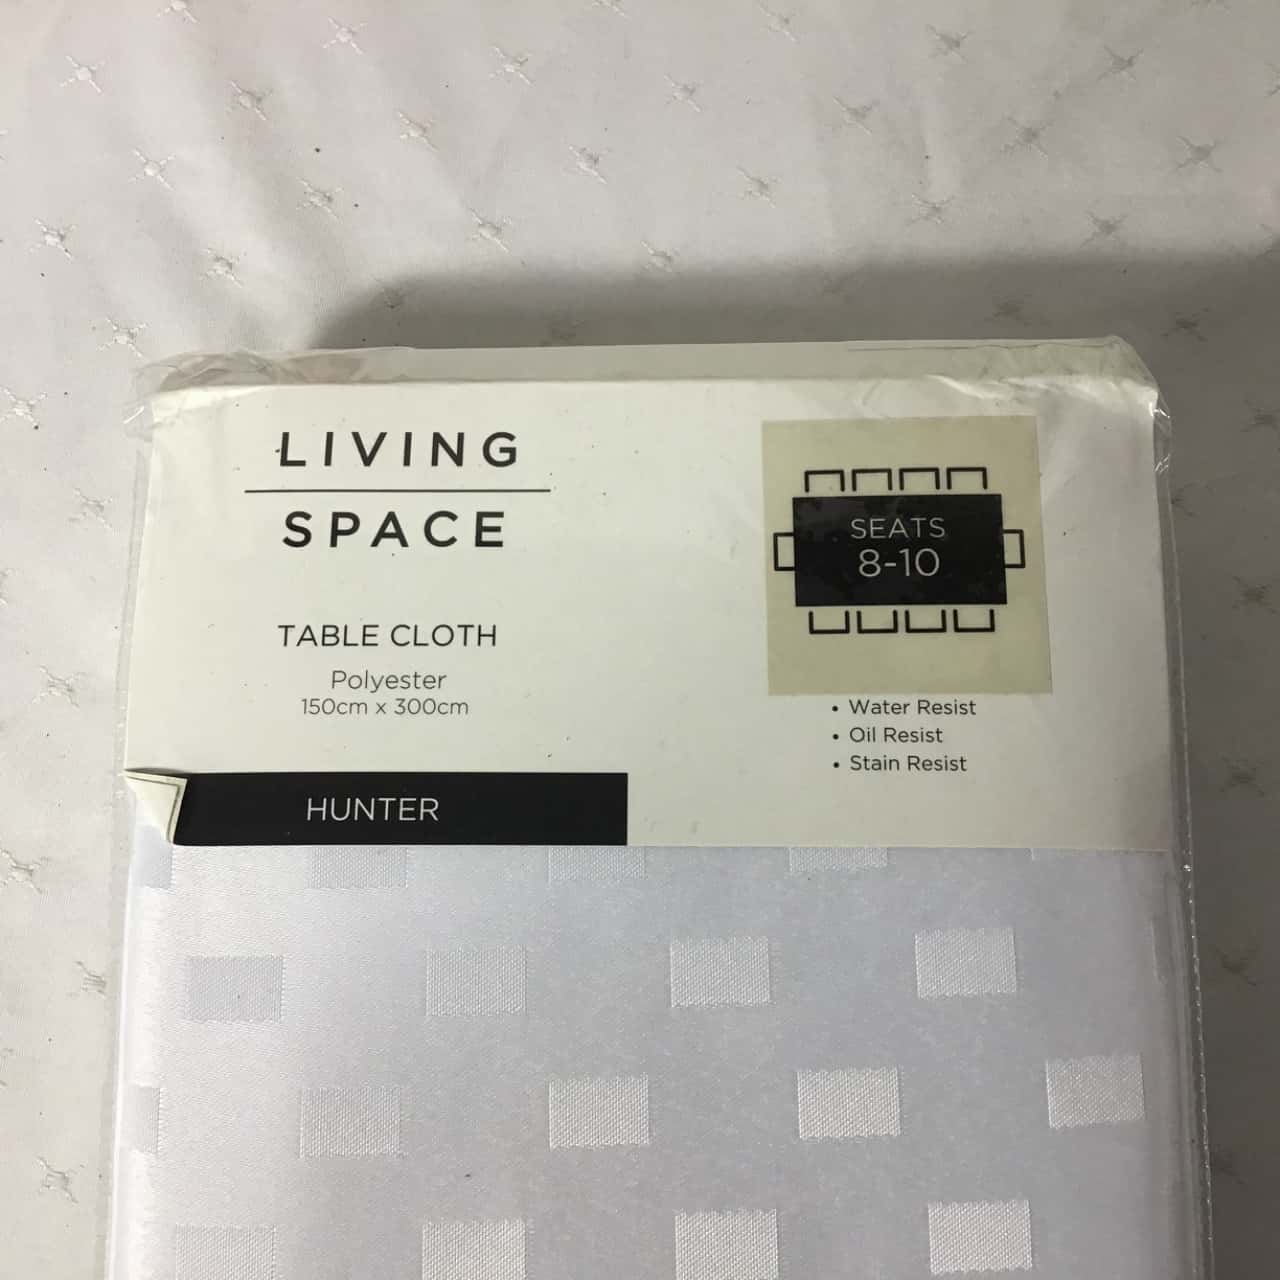 LIVING
SPACE
TABLE CLOTH
Polyester
150cm x 300cm
HUNTER
SEATS
8-10
• Water Resist
• Oil Resist
• Stain Resist